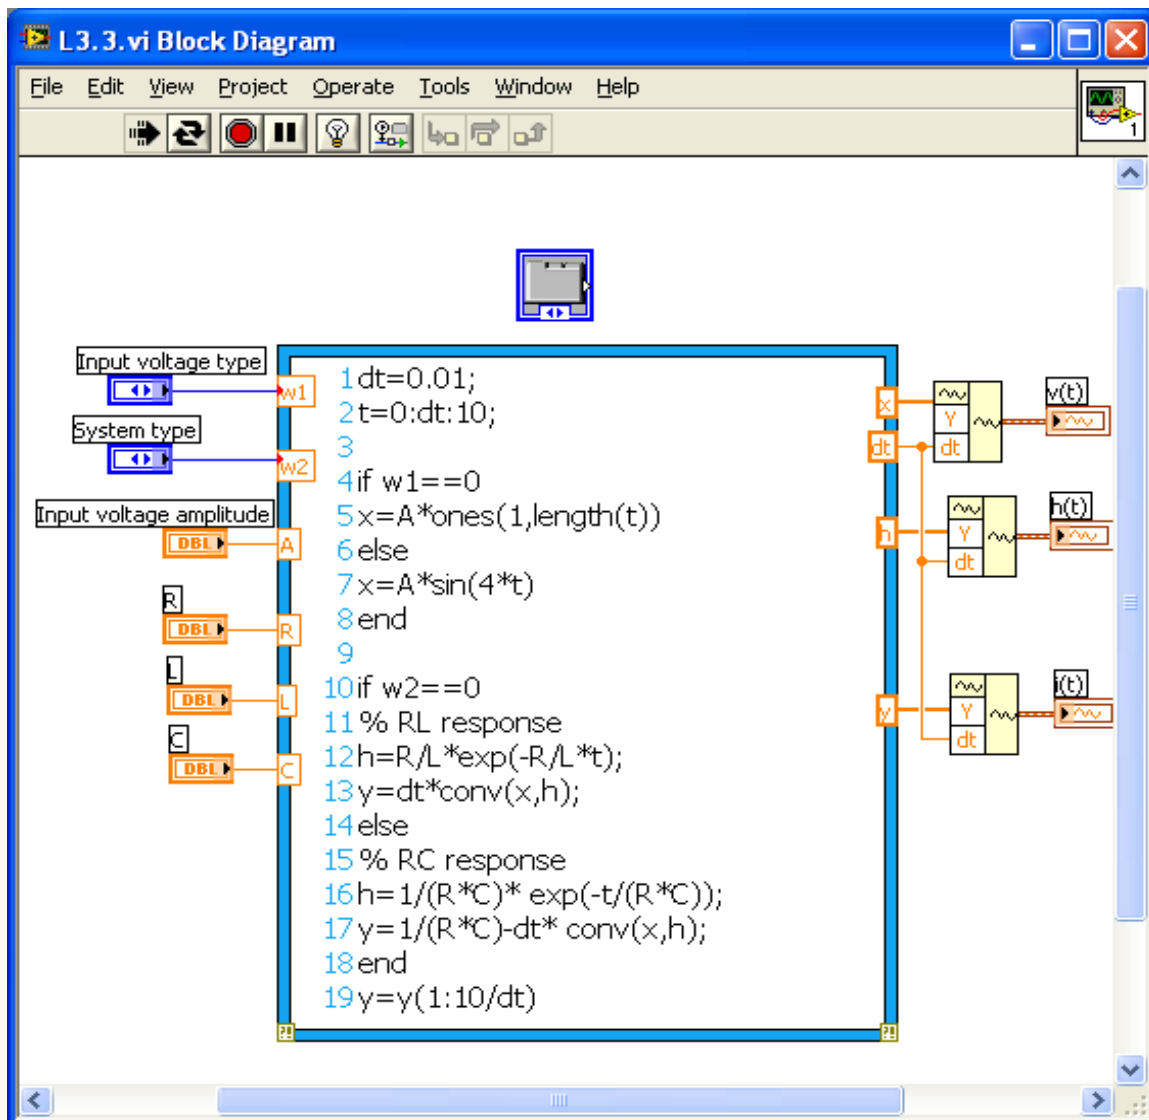 L3.3.vi Block Diagram
File Edit View Project Operate Tools Window Help
1
Input voltage type
System type
Input voltage amplitude
DBL
R
DBL
L
DBL
C
DBL
w1
w2
A
R
L
C
1 dt=0.01;
2 t=0:dt:10;
3
4 if w1==0
5 x=A*ones(1,length(t))
6 else
7 x=A*sin(4*t)
8 end
9
10 if w2==0
11 % RL response
12 h=R/L*exp(-R/L*t);
13 y=dt*conv(x,h);
14 else
15 % RC response
16 h=1/(R*C)* exp(-t/(R*C));
17 y=1/(R*C)-dt* conv(x,h);
18 end
19 y=y(1:10/dt)
x
dt
h
y
Y
dt
v(t)
Y
dt
h(t)
Y
dt
i(t)